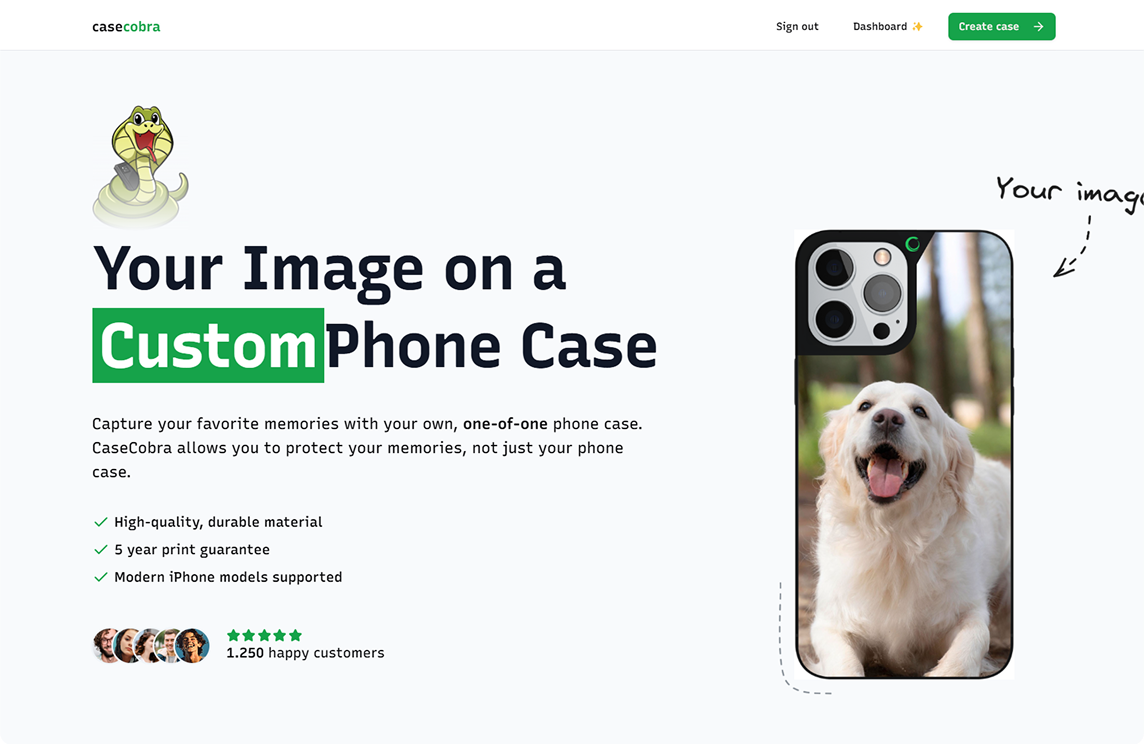 casecobra
Sign out
Dashboard ✨
Create case →
Your image
Your Image on a
Custom Phone Case
Capture your favorite memories with your own, one-of-one phone case.
CaseCobra allows you to protect your memories, not just your phone
case.
High-quality, durable material
5 year print guarantee
Modern iPhone models supported
1.250 happy customers